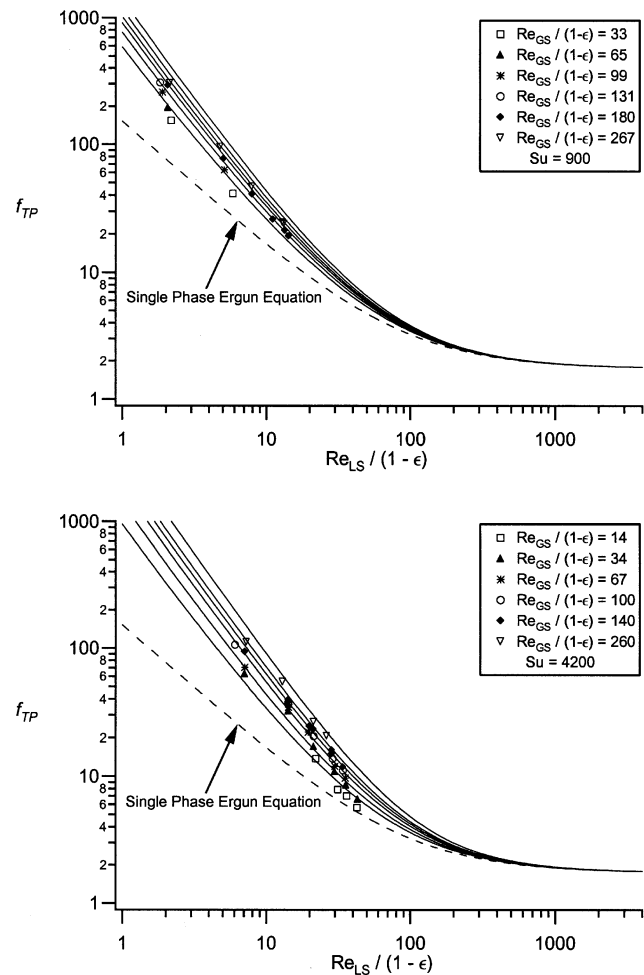 1000
8
6
4
2
100
8
6
4
2
10
8
6
4
2
1
f_TP
Re_GS / (1-ϵ) = 33
Re_GS / (1-ϵ) = 65
Re_GS / (1-ϵ) = 99
Re_GS / (1-ϵ) = 131
Re_GS / (1-ϵ) = 180
Re_GS / (1-ϵ) = 267
Su = 900
Single Phase Ergun Equation
1 10 100 1000
Re_LS / (1 - ϵ)
1000
8
6
4
2
100
8
6
4
2
10
8
6
4
2
1
f_TP
Re_GS / (1-ϵ) = 14
Re_GS / (1-ϵ) = 34
Re_GS / (1-ϵ) = 67
Re_GS / (1-ϵ) = 100
Re_GS / (1-ϵ) = 140
Re_GS / (1-ϵ) = 260
Su = 4200
Single Phase Ergun Equation
1 10 100 1000
Re_LS / (1 - ϵ)